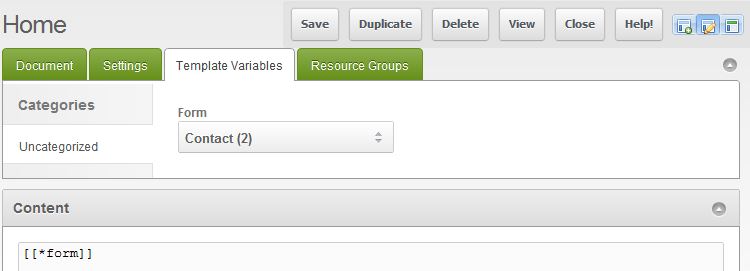 Home
Save Duplicate Delete View Close Help!
Document Settings Template Variables Resource Groups
Categories
Uncategorized
Form
Contact (2)
Content
[[*form]]